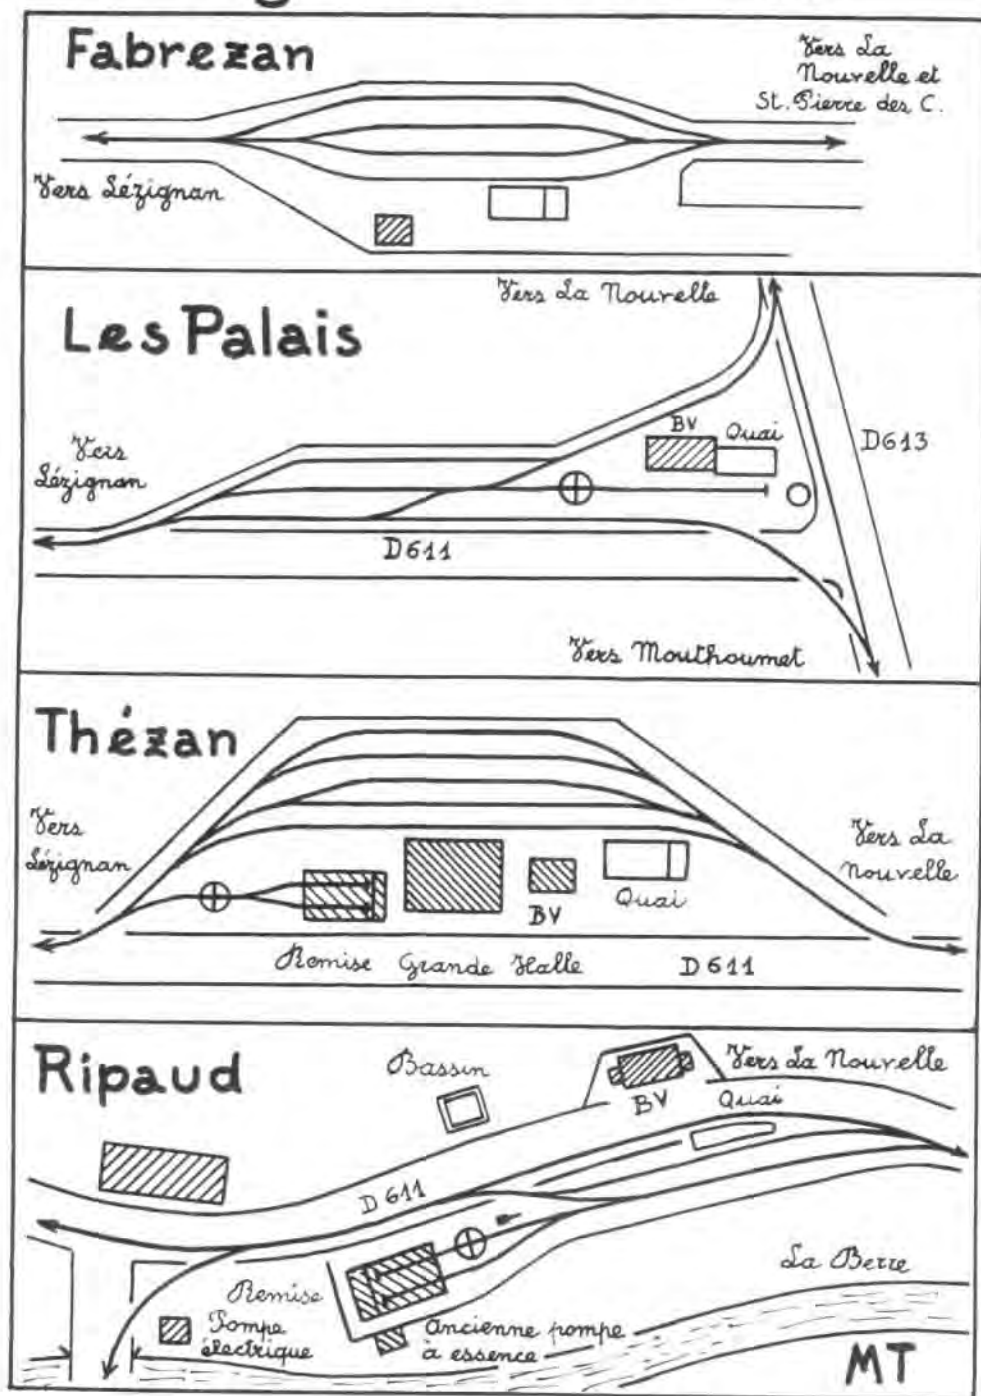 Fabrezan
Vers La
Nouvelle et
St. Pierre des C.
Vers Lézignan
Les Palais
Vers La Nouvelle
Vers
Lézignan
BV
Quai
D613
D611
Vers Mouthoumet
Thézan
Vers
Lézignan
Vers La
Nouvelle
BV
Quai
Remise Grande Halle
D611
Ripaud
Bassin
Vers La Nouvelle
BV
Quai
D611
La Berre
Remise
Pompe
électrique
ancienne pompe
à essence
MT